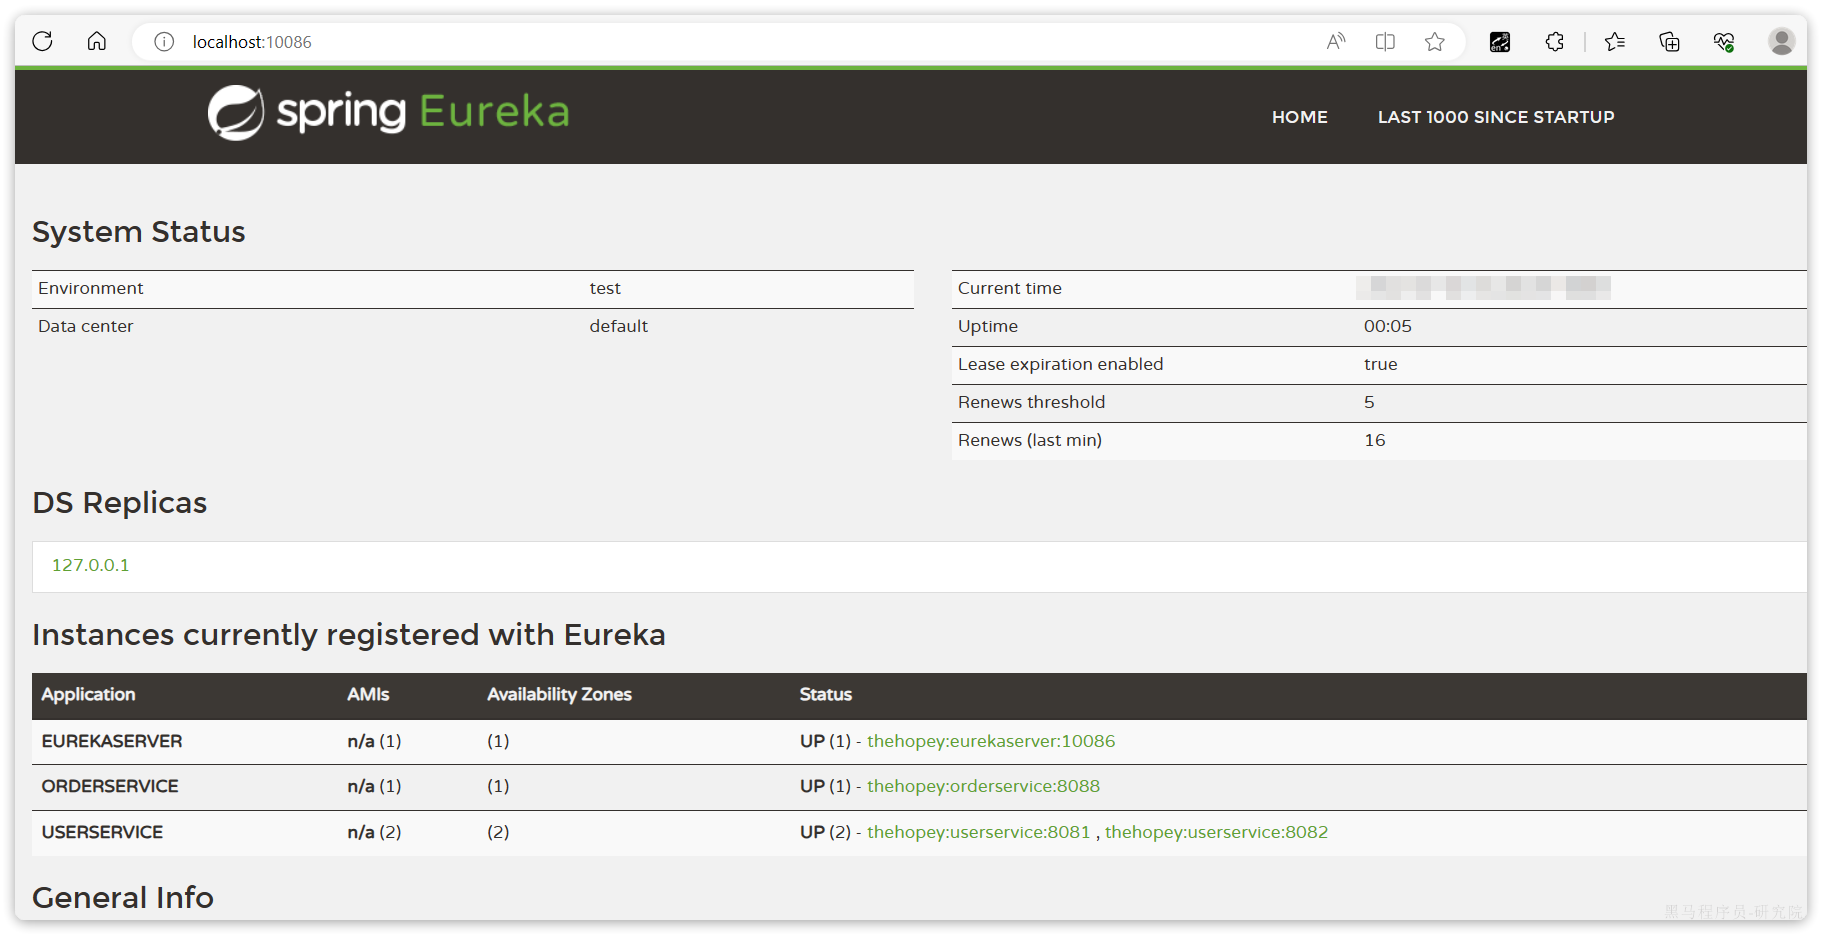 localhost:10086
spring Eureka
HOME LAST 1000 SINCE STARTUP
System Status
Environment test
Data center default
Current time
Uptime 00:05
Lease expiration enabled true
Renews threshold 5
Renews (last min) 16
DS Replicas
127.0.0.1
Instances currently registered with Eureka
Application AMIs Availability Zones Status
EUREKASERVER n/a (1) (1) UP (1) - thehopey:eurekaserver:10086
ORDERSERVICE n/a (1) (1) UP (1) - thehopey:orderservice:8088
USERSERVICE n/a (2) (2) UP (2) - thehopey:userservice:8081 , thehopey:userservice:8082
General Info
黑马程序员-研究院